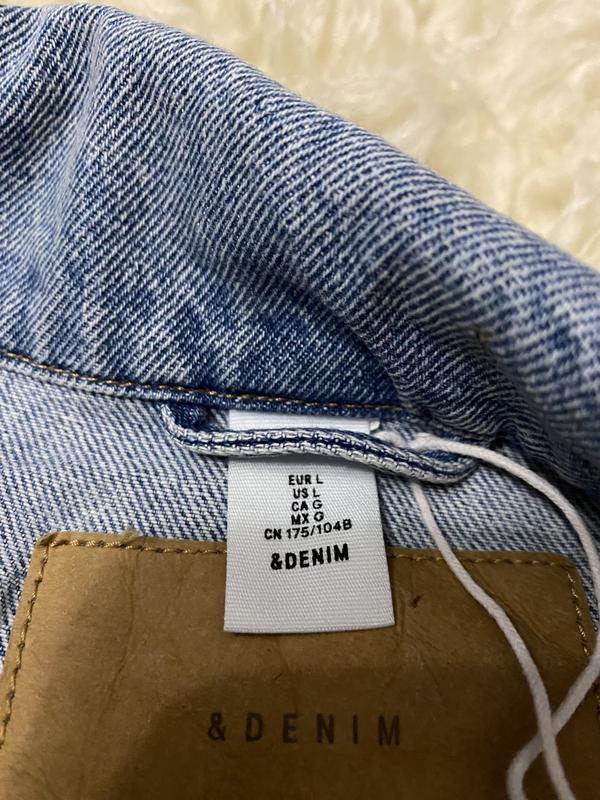 EUR L
US L
CA G
MX G
CN 175/104B
&DENIM
& DENIM